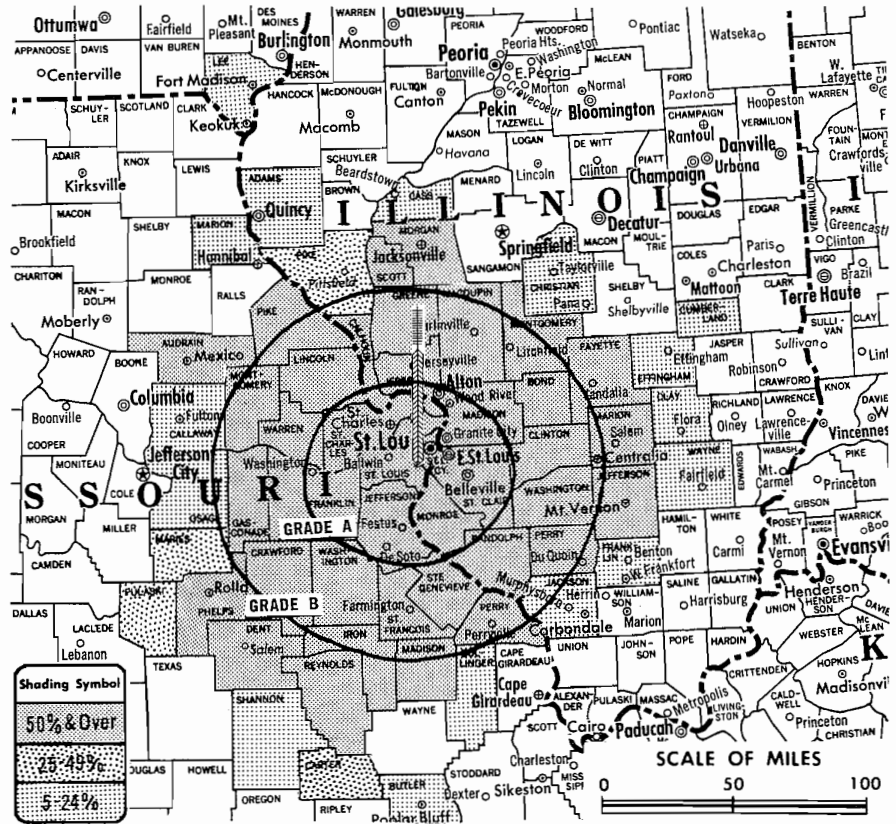 Ottumwa
Fairfield
Mt. Pleasant
DES MOINES
Burlington
WARREN
Monmouth
HENDERSON
Galesburg
PEORIA
WOODFORD
Pontiac
Watseka
BENTON
APPANOOSE
DAVIS
VAN BUREN
LEE
Centerville
Fort Madison
Peoria
Peoria Hts.
Washington
Bartonville
E. Peoria
Morton
Crevecoeur
Pekin
TAZEWELL
McLEAN
Normal
Bloomington
FORD
Paxton
Hoopeston
W. Lafayette
WARREN
SCHUYLER
SCOTLAND
CLARK
Keokuk
HANCOCK
McDONOUGH
Macomb
FULTON
Canton
MASON
Havana
LOGAN
Lincoln
DE WITT
Clinton
PIATT
CHAMPAIGN
Rantoul
VERMILION
Danville
Champaign
Urbana
FOUNTAIN
ADAIR
Kirksville
KNOX
LEWIS
ADAMS
Quincy
SCHUYLER
BROWN
Beardstown
CASS
MENARD
ILLINOIS
VERMILLION
PARKE
Greencastle
Clinton
MACON
Brookfield
SHELBY
MARION
Hannibal
PIKE
Pittsfield
MORGAN
Jacksonville
SCOTT
SANGAMON
Springfield
Decatur
MACON
MOULTRIE
DOUGLAS
EDGAR
Paris
COLES
Charleston
Mattoon
VIGO
Brazil
Terre Haute
CLARK
CHARITON
RANDOLPH
Moberly
MONROE
RALLS
PIKE
GREENE
CHRISTIAN
Taylorville
Pana
SHELBY
Shelbyville
CUMBERLAND
SULLIVAN
CLAY
HOWARD
BOONE
AUDRAIN
Mexico
LINCOLN
MONTGOMERY
Litchfield
FAYETTE
Vandalia
Effingham
EFFINGHAM
JASPER
Robinson
CRAWFORD
Sullivan
KNOX
Boonville
COOPER
Columbia
Fulton
CALLAWAY
WARREN
St. Charles
Alton
Wood River
MADISON
Granite City
BOND
MARION
Salem
CLAY
Flora
RICHLAND
Olney
LAWRENCE
Lawrenceville
Vincennes
MONITEAU
COLE
Jefferson City
Washington
FRANKLIN
St. Lou
Ballwin
ST. LOUIS
E. St. Louis
Belleville
ST. CLAIR
CLINTON
Centralia
WAYNE
Fairfield
EDWARDS
WABASH
Mt. Carmel
PIKE
Princeton
GIBSON
SSOURI
MORGAN
MILLER
OSAGE
GASCONADE
GRADE A
JEFFERSON
Festus
MONROE
WASHINGTON
JEFFERSON
Mt. Vernon
HAMILTON
WHITE
Carmi
POSEY
Mt. Vernon
WARRICK
Evansv
CAMDEN
MARIES
CRAWFORD
WASHINGTON
De Soto
RANDOLPH
PERRY
Du Quoin
FRANKLIN
Benton
W. Frankfort
PULASKI
Rolla
PHELPS
GRADE B
STE GENEVIEVE
Farmington
ST FRANCOIS
PERRY
Perryville
Murphysboro
JACKSON
Herrin
WILLIAMSON
Marion
Carbondale
SALINE
GALLATIN
Harrisburg
UNION
Henderson
HENDERSON
DALLAS
LACLEDE
Lebanon
DENT
Salem
IRON
MADISON
CAPE GIRARDEAU
UNION
JOHNSON
POPE
HARDIN
WEBSTER
McLEAN
K
TEXAS
REYNOLDS
Cape Girardeau
CRITTENDEN
HOPKINS
Madisonvi
SHANNON
WAYNE
SCOTT
ALEXANDER
PULASKI
MASSAC
Metropolis
LIVINGSTON
CALDWELL
Princeton
CHRISTIAN
Cairo
Paducah
DOUGLAS
HOWELL
OREGON
CARTER
RIPLEY
BUTLER
Poplar Bluff
STODDARD
Dexter
Charleston
Sikeston
MISSISIPPI
Shading Symbol
50% & Over
25-49%
5-24%
SCALE OF MILES
0 50 100